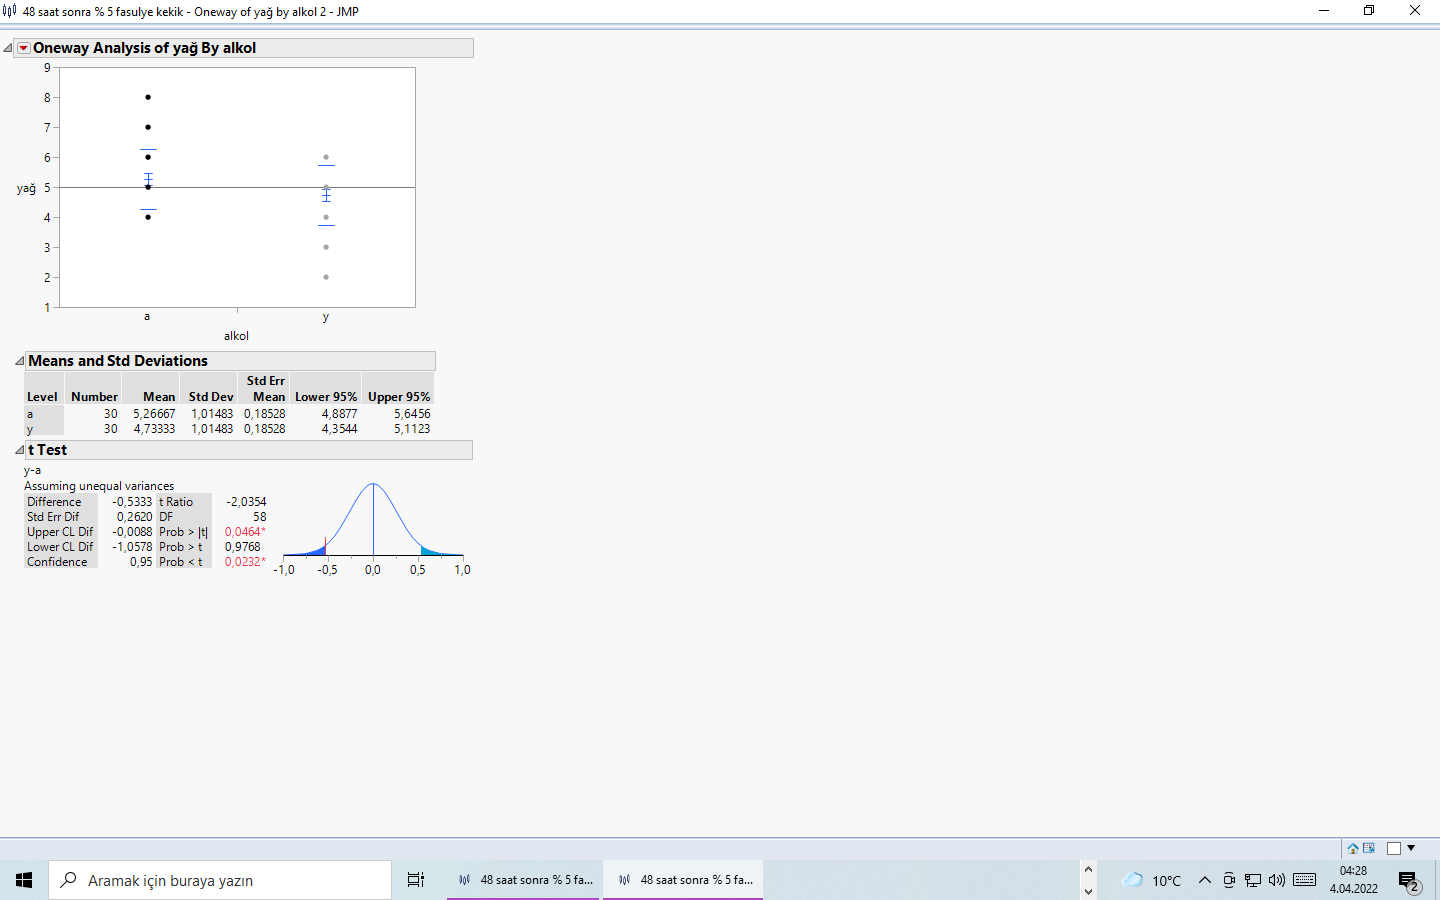 48 saat sonra % 5 fasulye kekik - Oneway of yağ by alkol 2 - JMP
Oneway Analysis of yağ By alkol
9
8
7
6
yağ 5
4
3
2
1
a y
alkol
Means and Std Deviations
Level Number Mean Std Dev Std Err Mean Lower 95% Upper 95%
a 30 5,26667 1,01483 0,18528 4,8877 5,6456
y 30 4,73333 1,01483 0,18528 4,3544 5,1123
t Test
y-a
Assuming unequal variances
Difference -0,5333 t Ratio -2,0354
Std Err Dif 0,2620 DF 58
Upper CL Dif -0,0088 Prob > |t| 0,0464*
Lower CL Dif -1,0578 Prob > t 0,9768
Confidence 0,95 Prob < t 0,0232*
-1,0 -0,5 0,0 0,5 1,0
Aramak için buraya yazın
48 saat sonra % 5 fa...
48 saat sonra % 5 fa...
10°C
04:28
4.04.2022
2